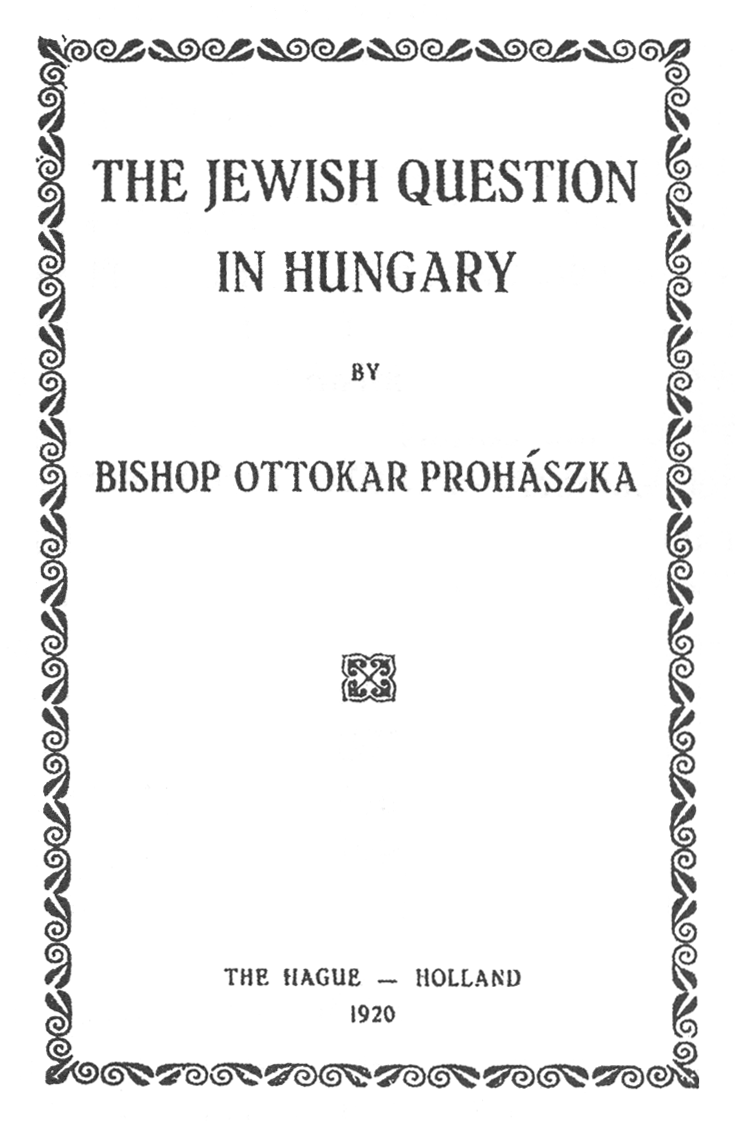 THE JEWISH QUESTION
IN HUNGARY
BY
BISHOP OTTOKAR PROHÁSZKA
THE HAGUE — HOLLAND
1920